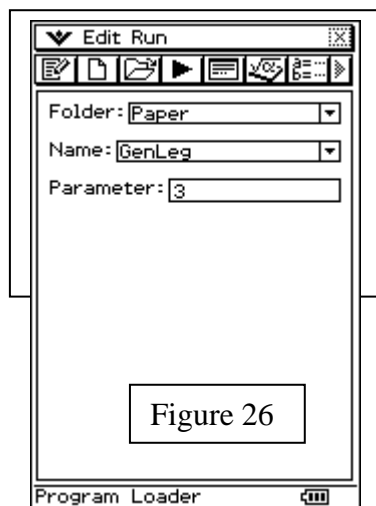 Edit Run
Folder: Paper
Name: GenLeg
Parameter: 3
Figure 26
Program Loader